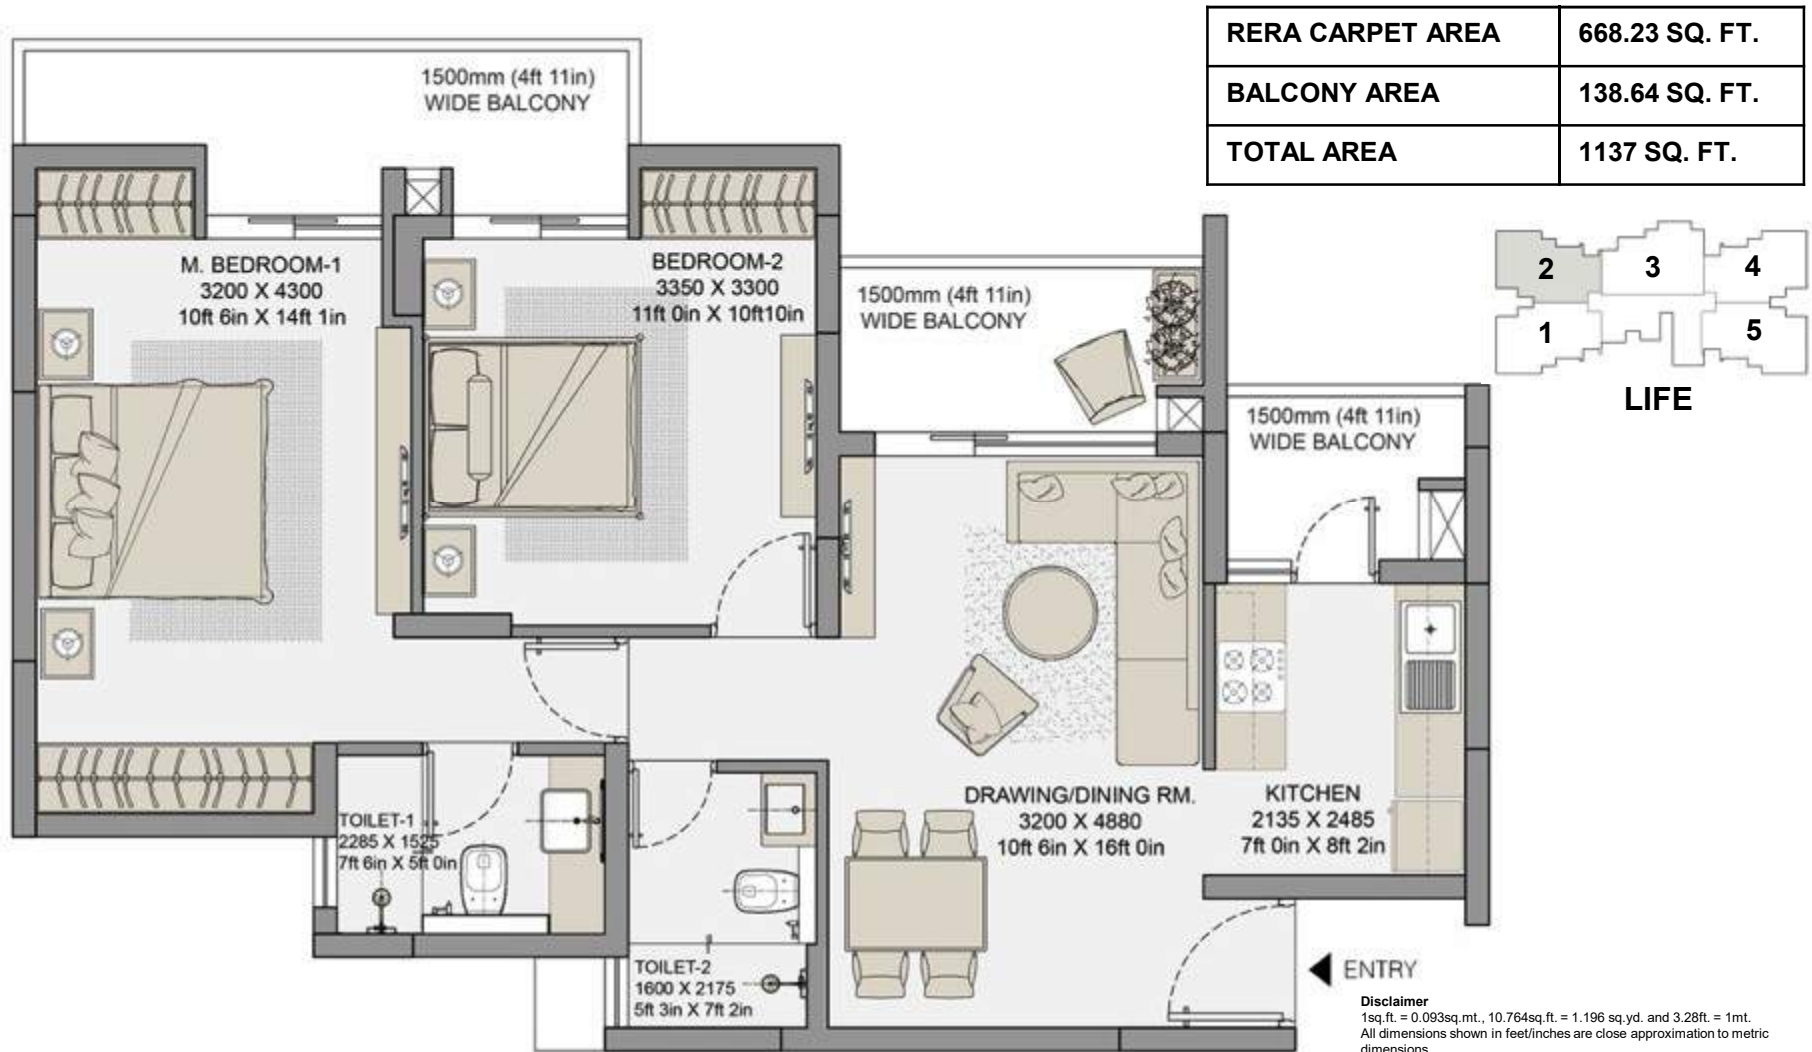 RERA CARPET AREA 668.23 SQ. FT.
BALCONY AREA 138.64 SQ. FT.
TOTAL AREA 1137 SQ. FT.
1500mm (4ft 11in)
WIDE BALCONY
M. BEDROOM-1
3200 X 4300
10ft 6in X 14ft 1in
BEDROOM-2
3350 X 3300
11ft 0in X 10ft10in
1500mm (4ft 11in)
WIDE BALCONY
2 3 4
1 5
LIFE
1500mm (4ft 11in)
WIDE BALCONY
DRAWING/DINING RM.
3200 X 4880
10ft 6in X 16ft 0in
KITCHEN
2135 X 2485
7ft 0in X 8ft 2in
TOILET-1
2285 X 1525
7ft 6in X 5ft 0in
TOILET-2
1600 X 2175
5ft 3in X 7ft 2in
ENTRY
Disclaimer
1sq.ft. = 0.093sq.mt., 10.764sq.ft. = 1.196 sq.yd. and 3.28ft. = 1mt.
All dimensions shown in feet/inches are close approximation to metric
dimensions